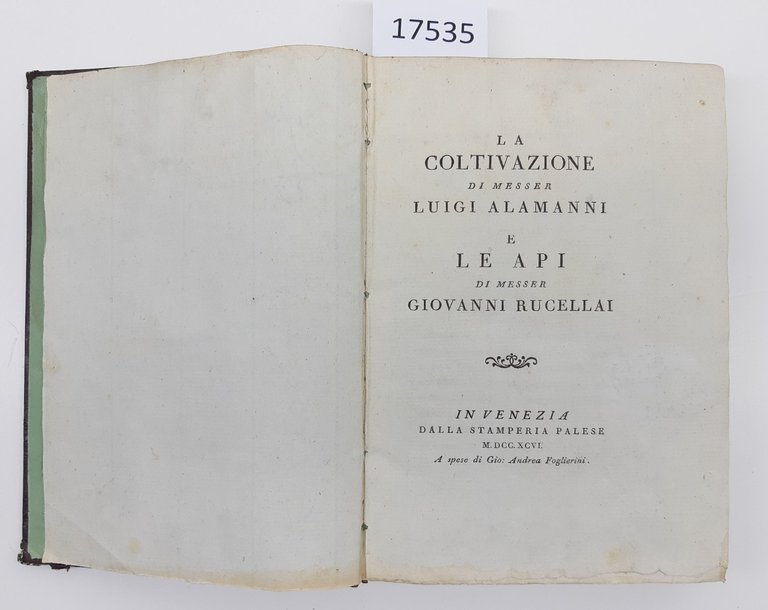 17535
LA
COLTIVAZIONE
DI MESSER
LUIGI ALAMANNI
E
LE API
DI MESSER
GIOVANNI RUCELLAI
IN VENEZIA
DALLA STAMPERIA PALESE
M.DCC.XCVI.
A spese di Gio: Andrea Foglierini.